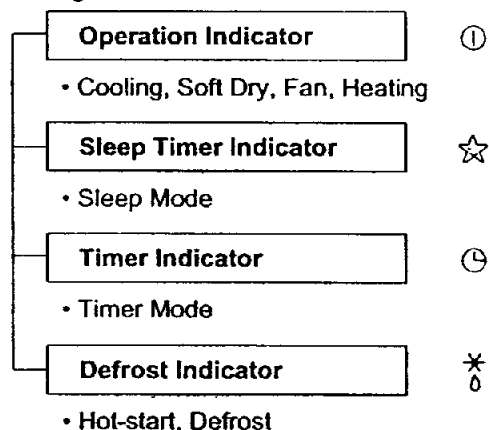 Operation Indicator
• Cooling, Soft Dry, Fan, Heating
Sleep Timer Indicator
• Sleep Mode
Timer Indicator
• Timer Mode
Defrost Indicator
• Hot-start, Defrost